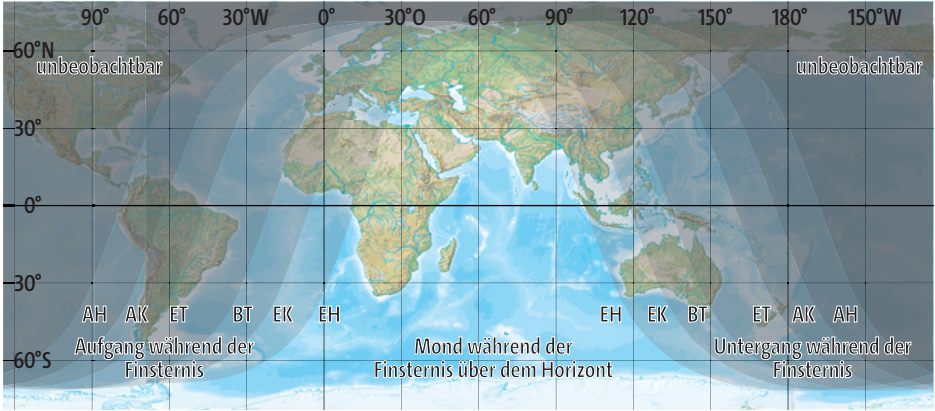 90° 60° 30°W 0° 30°O 60° 90° 120° 150° 180° 150°W
60°N
unbeobachtbar unbeobachtbar
30°
0°
30°
AH AK ET BT EK EH EH EK BT ET AK AH
Aufgang während der Mond während der Untergang während der
60°S Finsternis Finsternis über dem Horizont Finsternis